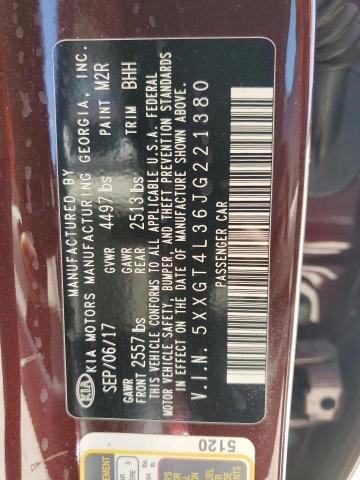 MANUFACTURED BY
KIA MOTORS MANUFACTURING GEORGIA, INC.
KIA
SEP/06/17 GVWR 4497 lbs PAINT M2R
GAWR FRONT 2557 lbs GAWR REAR 2513 lbs TRIM BHH
THIS VEHICLE CONFORMS TO ALL APPLICABLE U.S.A. FEDERAL
MOTOR VEHICLE SAFETY, BUMPER, AND THEFT PREVENTION STANDARDS
IN EFFECT ON THE DATE OF MANUFACTURE SHOWN ABOVE.
V.I.N. 5XXGT4L36JG221380
PASSENGER CAR
5120